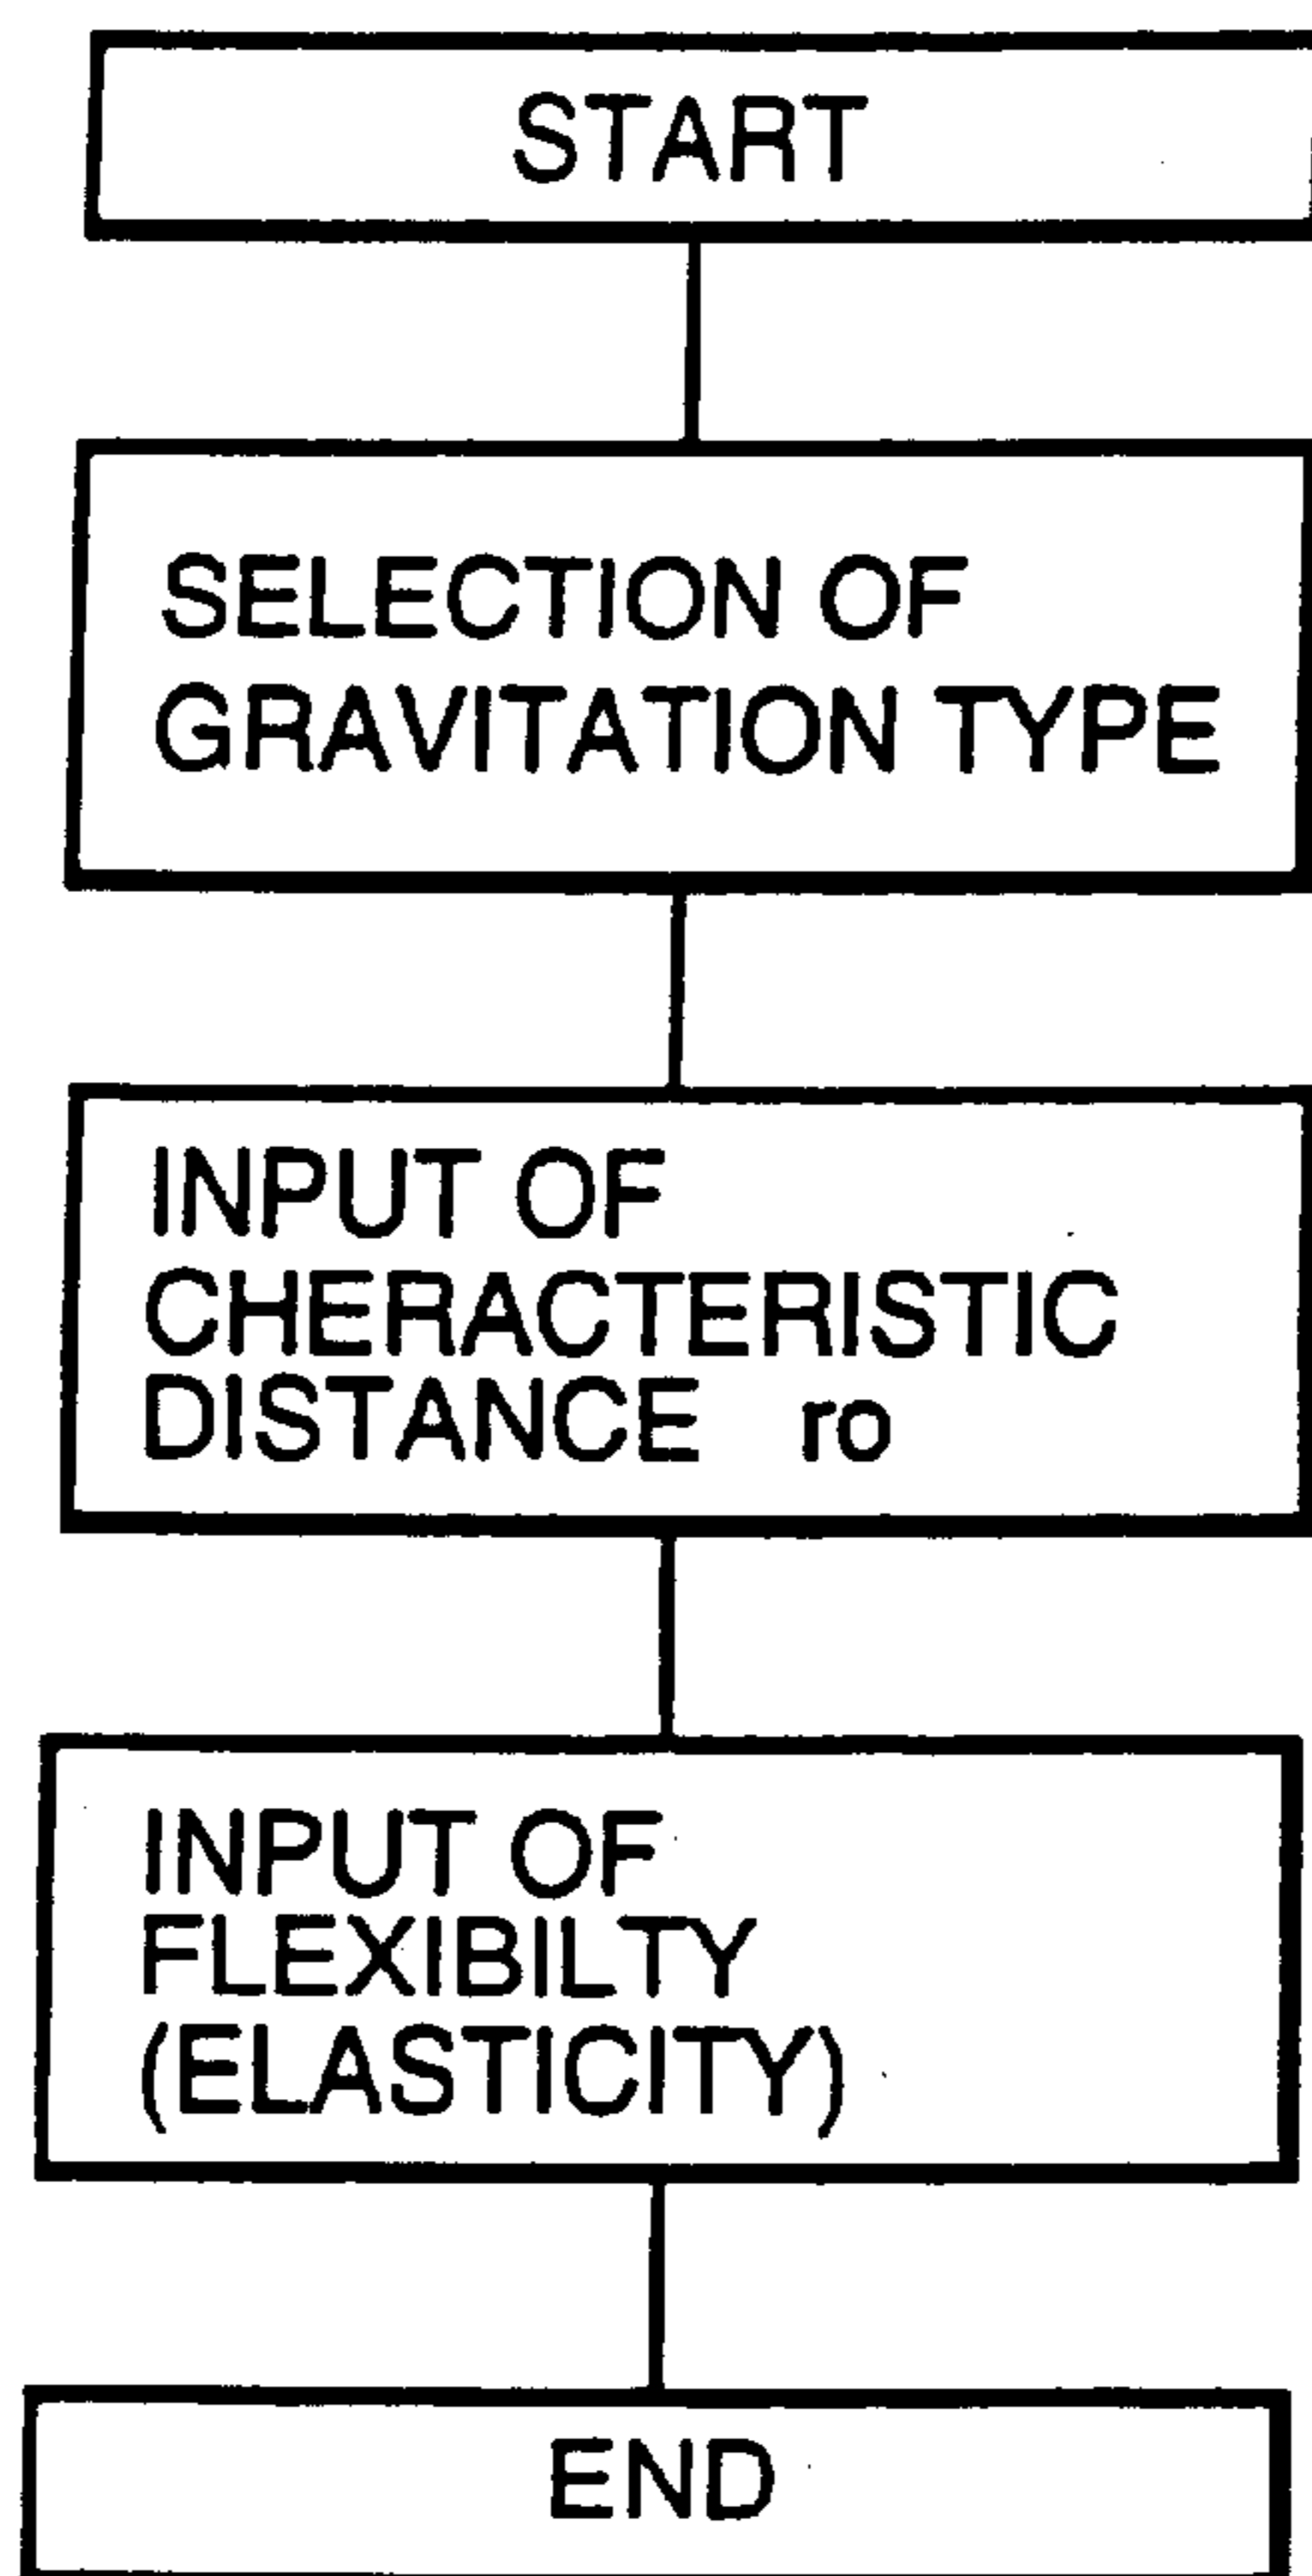 START
SELECTION OF
GRAVITATION TYPE
INPUT OF
CHERACTERISTIC
DISTANCE ro
INPUT OF
FLEXIBILTY
(ELASTICITY)
END